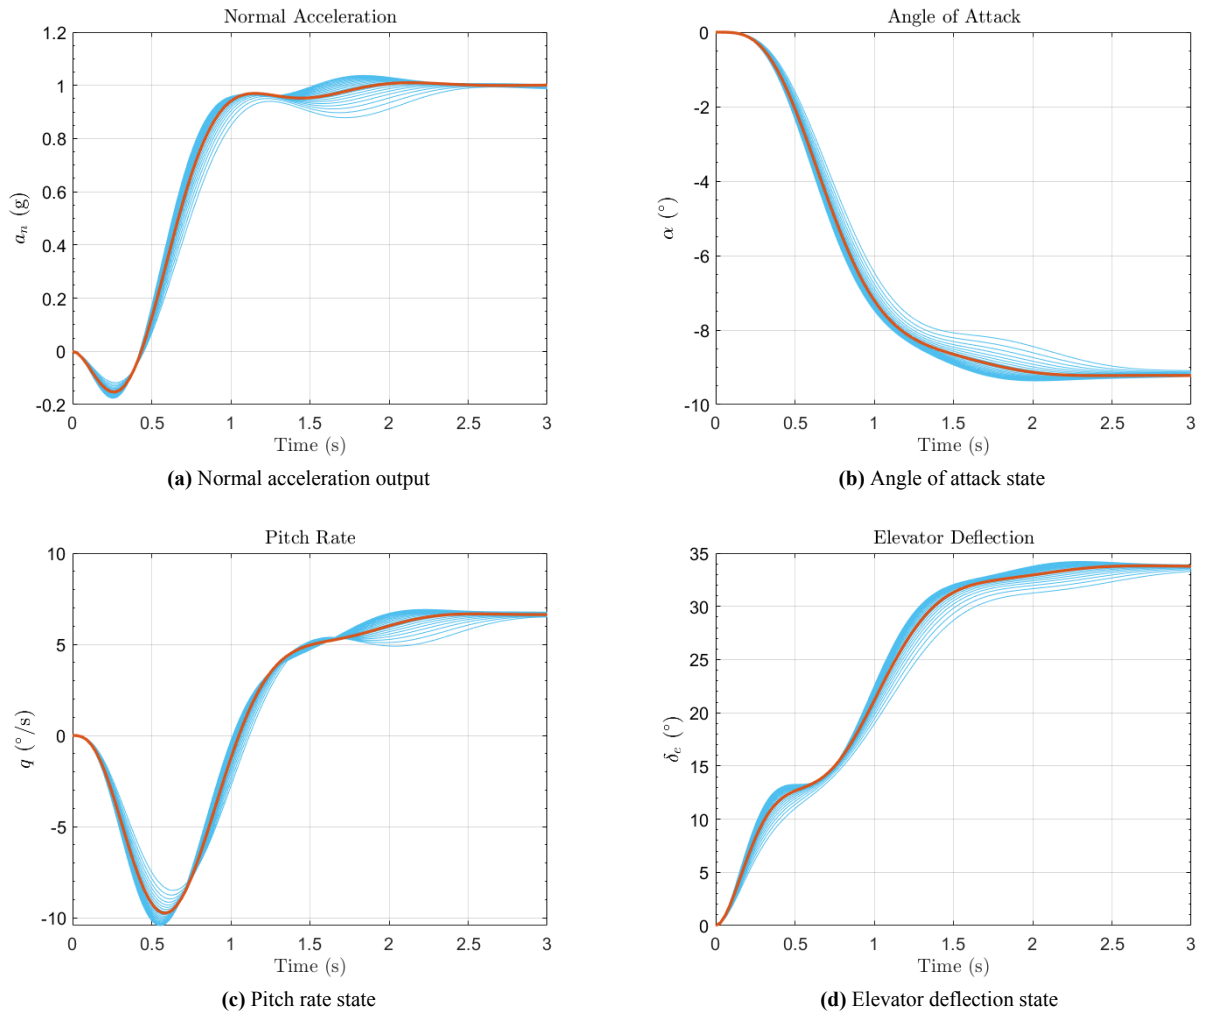 Normal Acceleration
1.2
1
0.8
0.6
0.4
0.2
0
-0.2
a_n (g)
0 0.5 1 1.5 2 2.5 3
Time (s)
(a) Normal acceleration output
Angle of Attack
0
-2
-4
-6
-8
-10
α (°)
0 0.5 1 1.5 2 2.5 3
Time (s)
(b) Angle of attack state
Pitch Rate
10
5
0
-5
-10
q (°/s)
0 0.5 1 1.5 2 2.5 3
Time (s)
(c) Pitch rate state
Elevator Deflection
35
30
25
20
15
10
5
0
δ_e (°)
0 0.5 1 1.5 2 2.5 3
Time (s)
(d) Elevator deflection state